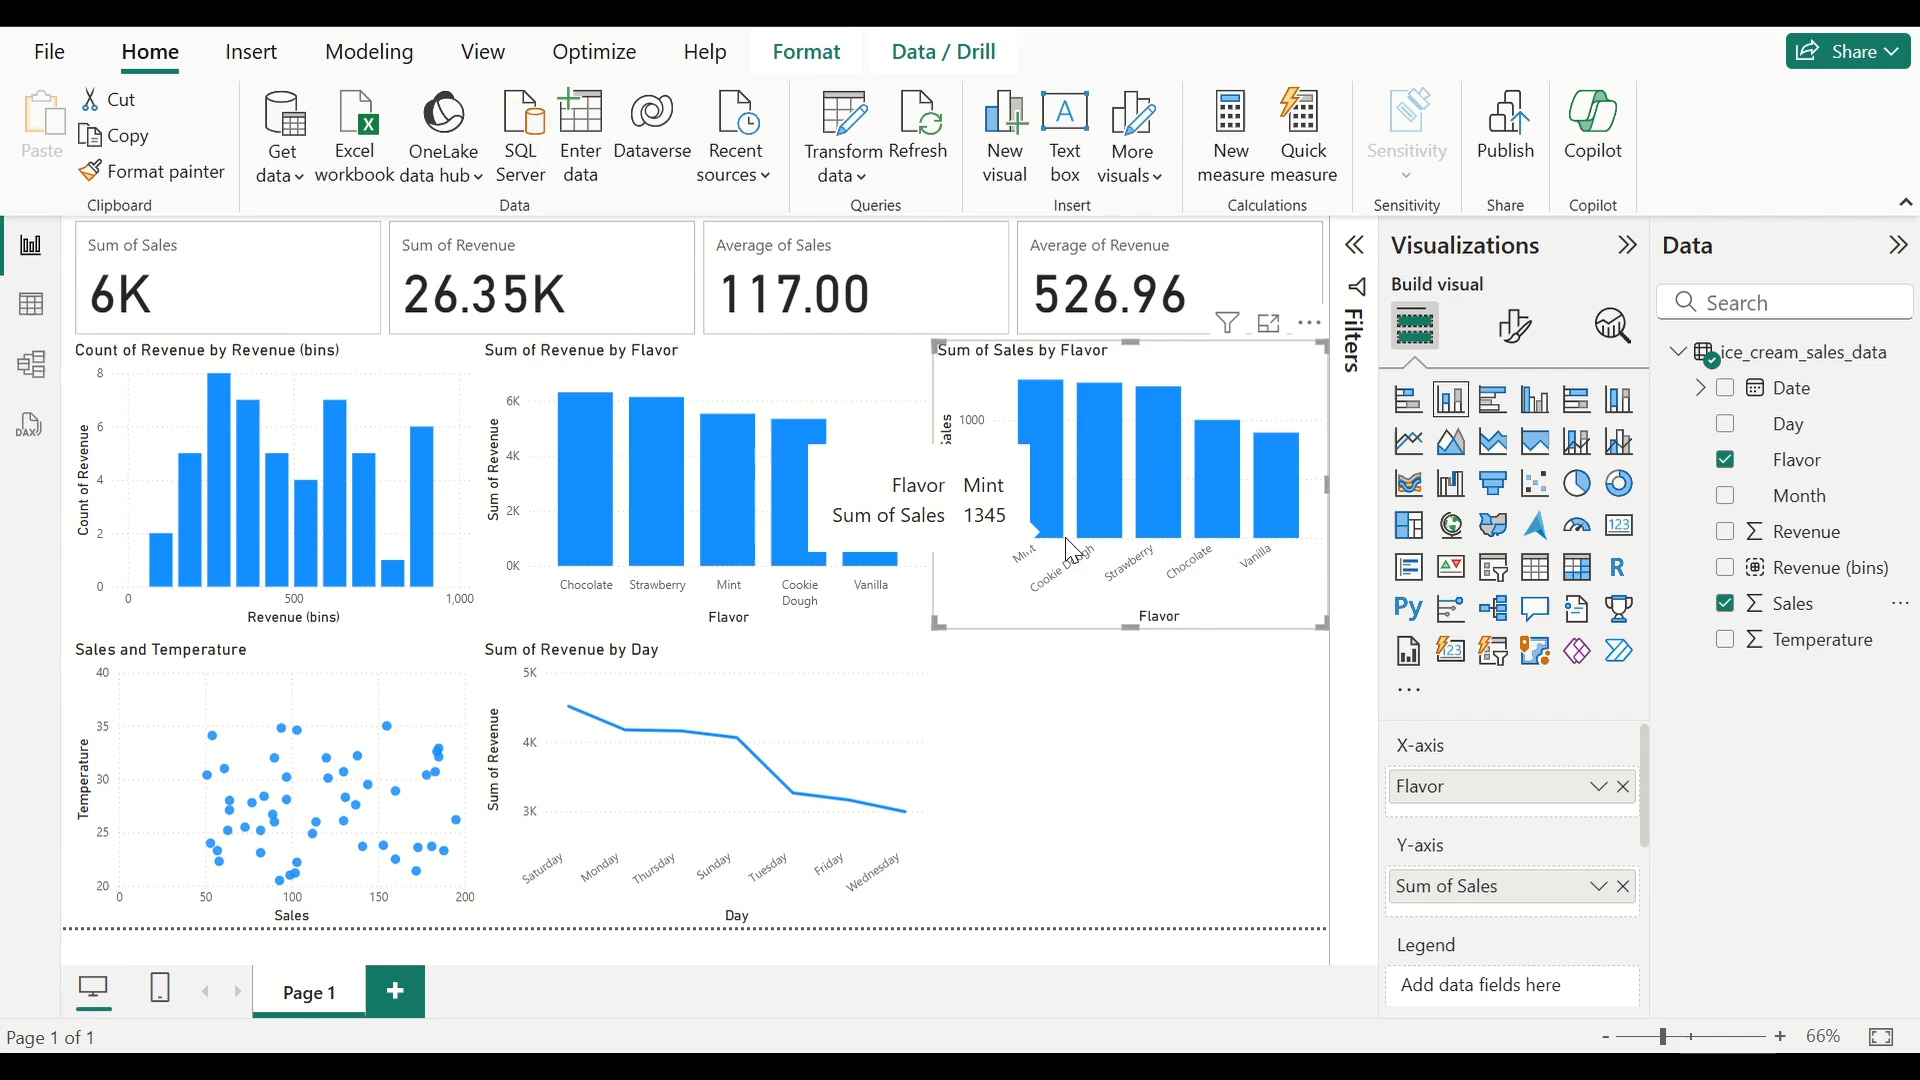 File Home Insert Modeling View Optimize Help Format Data / Drill Share
Paste
Cut
Copy
Format painter
Get data
Excel workbook
OneLake data hub
SQL Server
Enter data
Dataverse
Recent sources
Transform data
Refresh
New visual
Text box
More visuals
New measure
Quick measure
Sensitivity
Publish
Copilot
Clipboard
Data
Queries
Insert
Calculations
Sensitivity
Share
Copilot
Sum of Sales
6K
Sum of Revenue
26.35K
Average of Sales
117.00
Average of Revenue
526.96
Count of Revenue by Revenue (bins)
Count of Revenue
8
6
4
2
0
0 500 1,000
Revenue (bins)
Sum of Revenue by Flavor
Sum of Revenue
6K
4K
2K
0K
Chocolate Strawberry Mint Cookie Dough Vanilla
Flavor
Sum of Sales by Flavor
1000
Flavor Mint
Sum of Sales 1345
Mint Cookie Dough Strawberry Chocolate Vanilla
Flavor
Sales and Temperature
Temperature
40
35
30
25
20
0 50 100 150 200
Sales
Sum of Revenue by Day
Sum of Revenue
5K
4K
3K
Saturday Monday Thursday Sunday Tuesday Friday Wednesday
Day
Filters
Visualizations
Build visual
123
R
Py
123
X-axis
Flavor
Y-axis
Sum of Sales
Legend
Add data fields here
Data
Search
ice_cream_sales_data
Date
Day
Flavor
Month
Revenue
Revenue (bins)
Sales
Temperature
DAX
Page 1
Page 1 of 1
66%